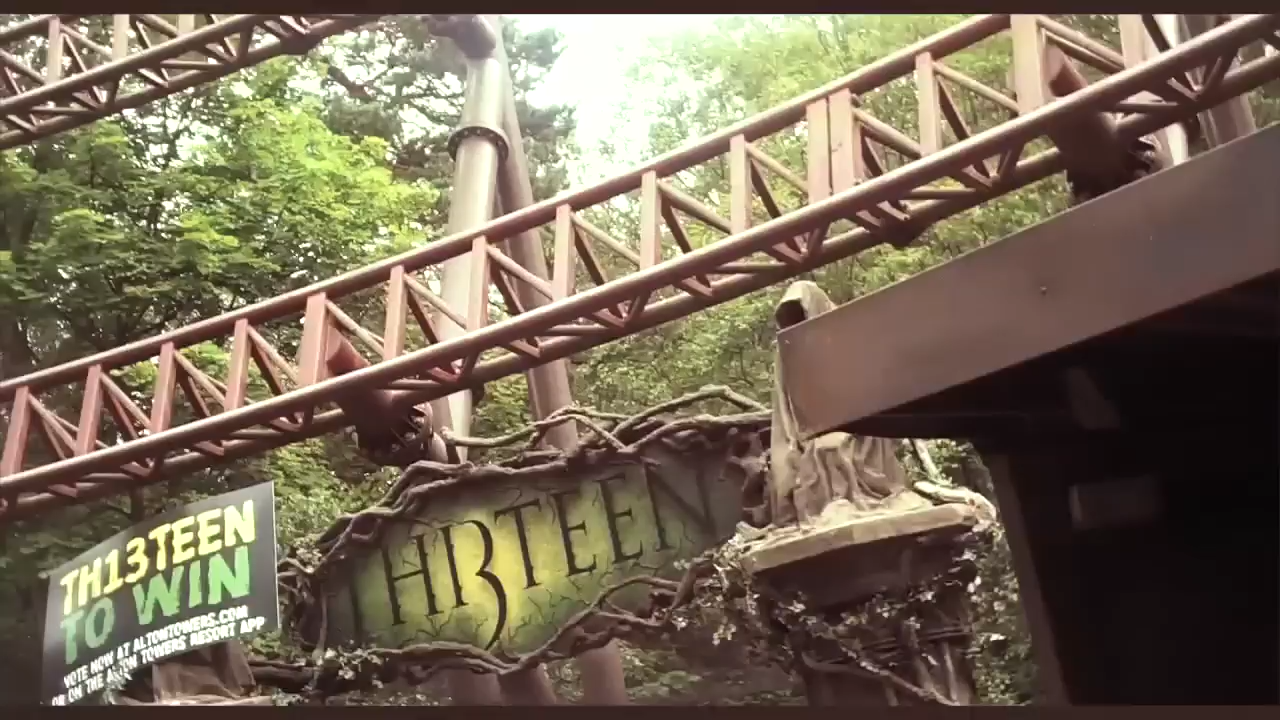 TH13TEEN
TO WIN
VOTE NOW AT ALTONTOWERS.COM
OR ON THE ALTON TOWERS RESORT APP
TH13TEEN